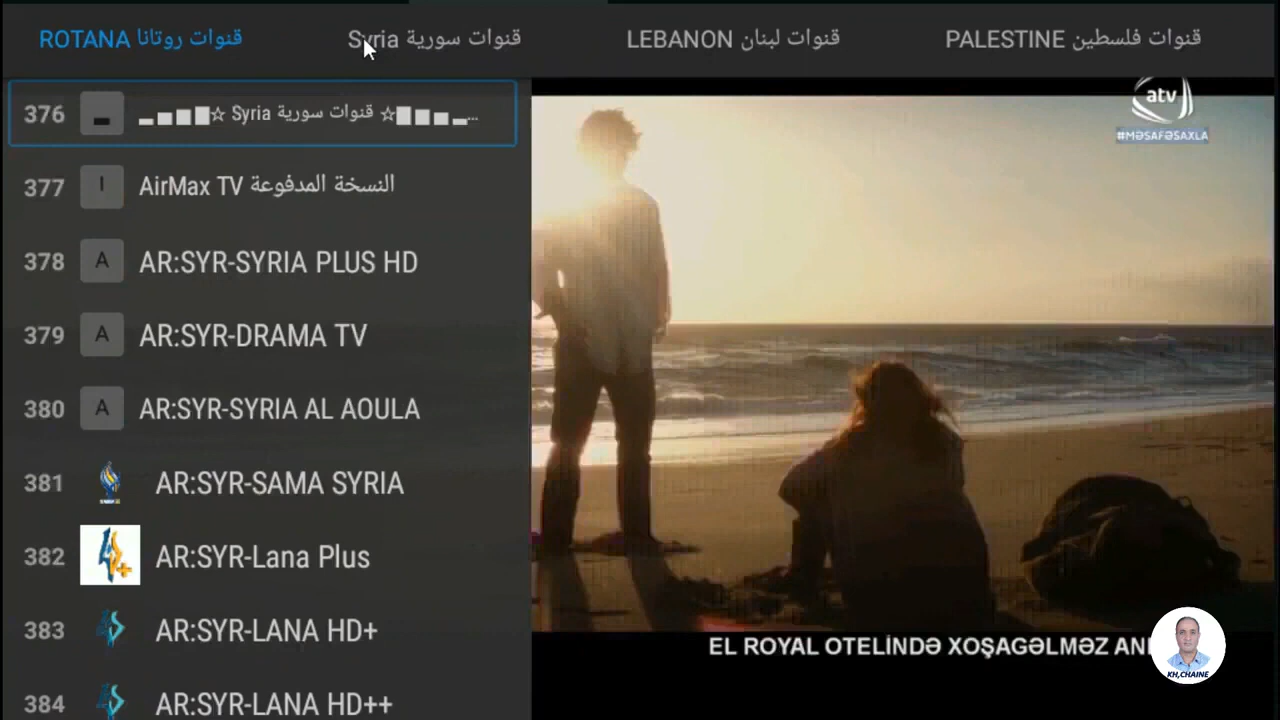 ROTANA قنوات روتانا
Syria قنوات سورية
LEBANON قنوات لبنان
PALESTINE قنوات فلسطين
376 ▂ ▅ ▆ █☆ Syria قنوات سورية ☆█ ▆ ▅ ▂...
377 I AirMax TV النسخة المدفوعة
378 A AR:SYR-SYRIA PLUS HD
379 A AR:SYR-DRAMA TV
380 A AR:SYR-SYRIA AL AOULA
381 AR:SYR-SAMA SYRIA
382 AR:SYR-Lana Plus
383 AR:SYR-LANA HD+
384 AR:SYR-LANA HD++
atv
#MƏSAFƏSAXLA
EL ROYAL OTELİNDƏ XOŞAGƏLMƏZ AN
KH,CHAINE